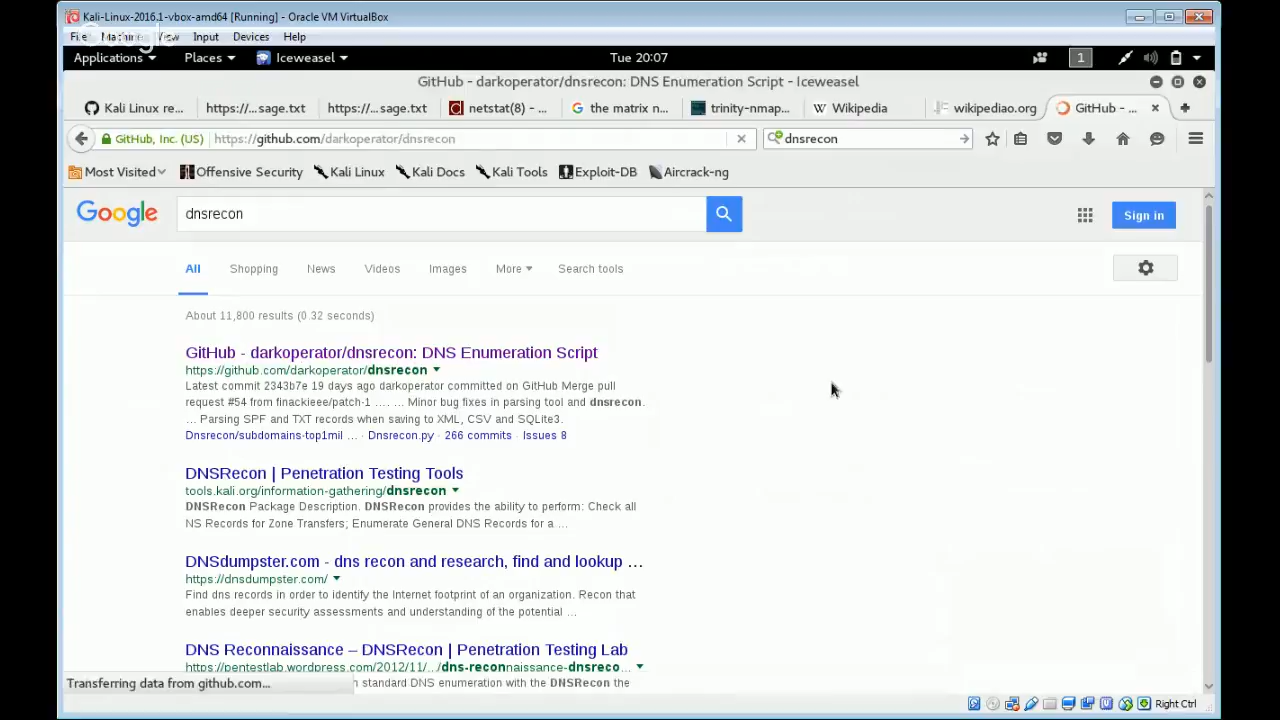 Kali-Linux-2016.1-vbox-amd64 [Running] - Oracle VM VirtualBox
File Machine View Input Devices Help
Google
Applications Places Iceweasel Tue 20:07 1
GitHub - darkoperator/dnsrecon: DNS Enumeration Script - Iceweasel
Kali Linux re... https://...sage.txt https://...sage.txt netstat(8) - ... the matrix n... trinity-nmap... Wikipedia wikipediao.org GitHub - ...
GitHub, Inc. (US) https://github.com/darkoperator/dnsrecon dnsrecon
Most Visited Offensive Security Kali Linux Kali Docs Kali Tools Exploit-DB Aircrack-ng
Google dnsrecon Sign in
All Shopping News Videos Images More Search tools
About 11,800 results (0.32 seconds)
GitHub - darkoperator/dnsrecon: DNS Enumeration Script
https://github.com/darkoperator/dnsrecon
Latest commit 2343b7e 19 days ago darkoperator committed on GitHub Merge pull
request #54 from finackieee/patch-1 .... ... Minor bug fixes in parsing tool and dnsrecon.
... Parsing SPF and TXT records when saving to XML, CSV and SQLite3.
Dnsrecon/subdomains-top1mil ... · Dnsrecon.py · 266 commits · Issues 8
DNSRecon | Penetration Testing Tools
tools.kali.org/information-gathering/dnsrecon
DNSRecon Package Description. DNSRecon provides the ability to perform: Check all
NS Records for Zone Transfers; Enumerate General DNS Records for a ...
DNSdumpster.com - dns recon and research, find and lookup ...
https://dnsdumpster.com/
Find dns records in order to identify the Internet footprint of an organization. Recon that
enables deeper security assessments and understanding of the potential ...
DNS Reconnaissance – DNSRecon | Penetration Testing Lab
https://pentestlab.wordpress.com/2012/11/.../dns-reconnaissance-dnsreco...
Transferring data from github.com... standard DNS enumeration with the DNSRecon the
Right Ctrl